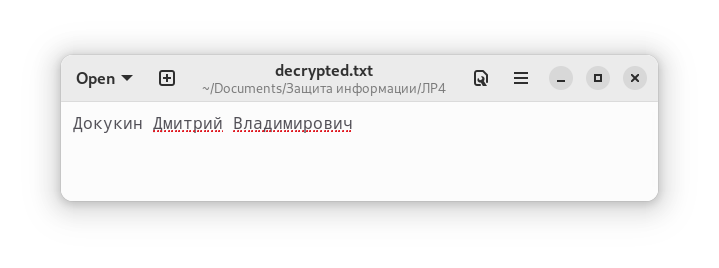 Open
decrypted.txt
~/Documents/Защита информации/ЛР4
Докукин Дмитрий Владимирович